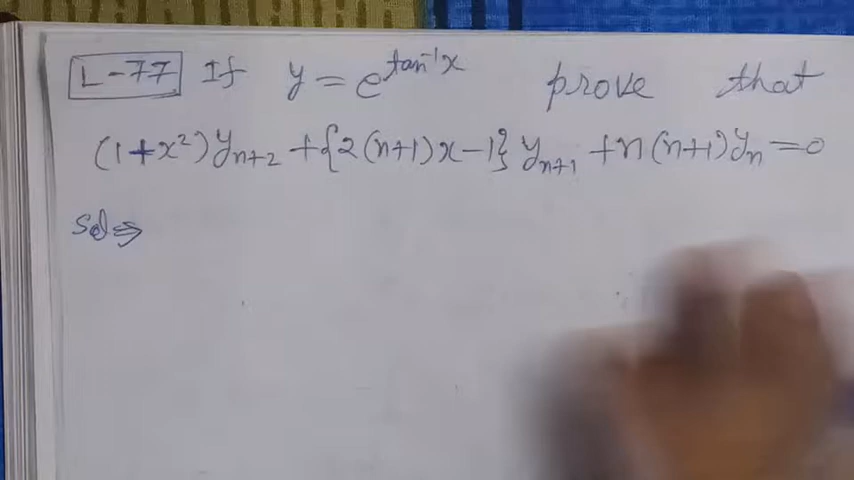 L-77 If y = e^{tan⁻¹x} prove that
(1+x²)y_{n+2} + {2(n+1)x-1} y_{n+1} + n(n+1)y_n = 0
Sol ⇒